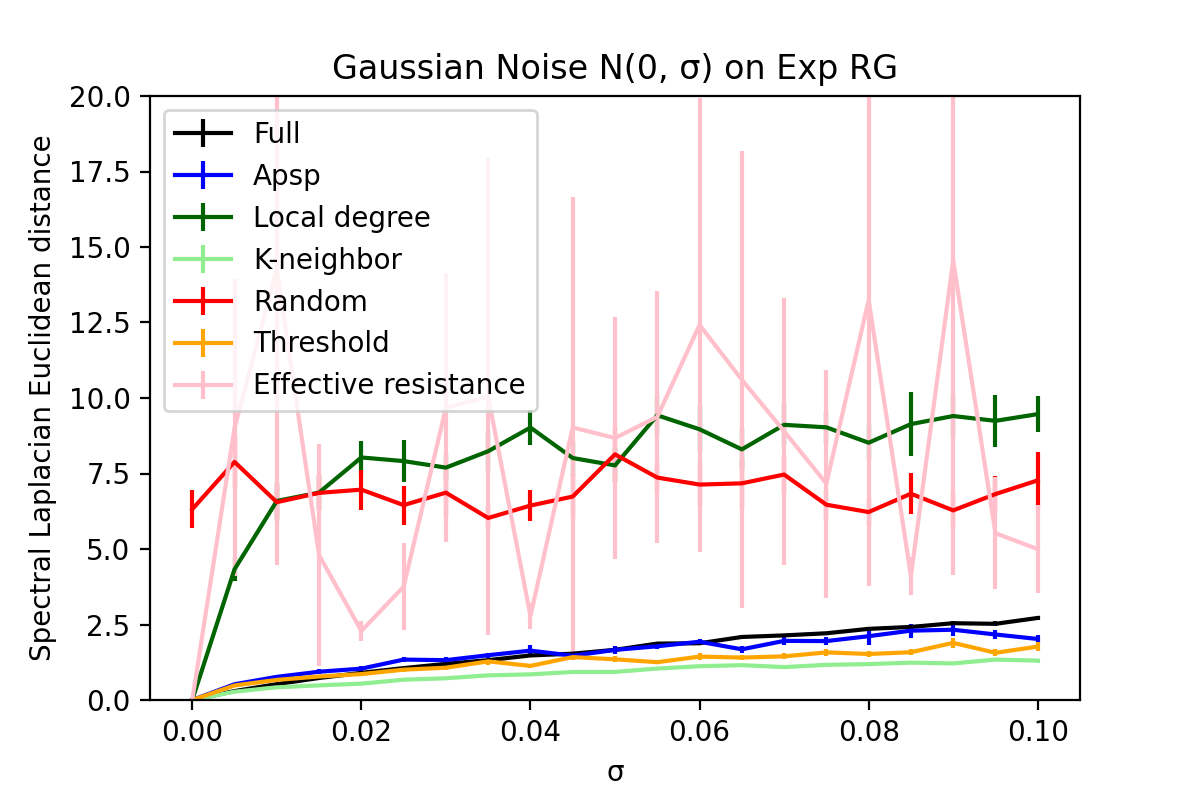 Gaussian Noise N(0, σ) on Exp RG
Spectral Laplacian Euclidean distance
20.0
17.5
15.0
12.5
10.0
7.5
5.0
2.5
0.0
Full
Apsp
Local degree
K-neighbor
Random
Threshold
Effective resistance
0.00 0.02 0.04 0.06 0.08 0.10
σ